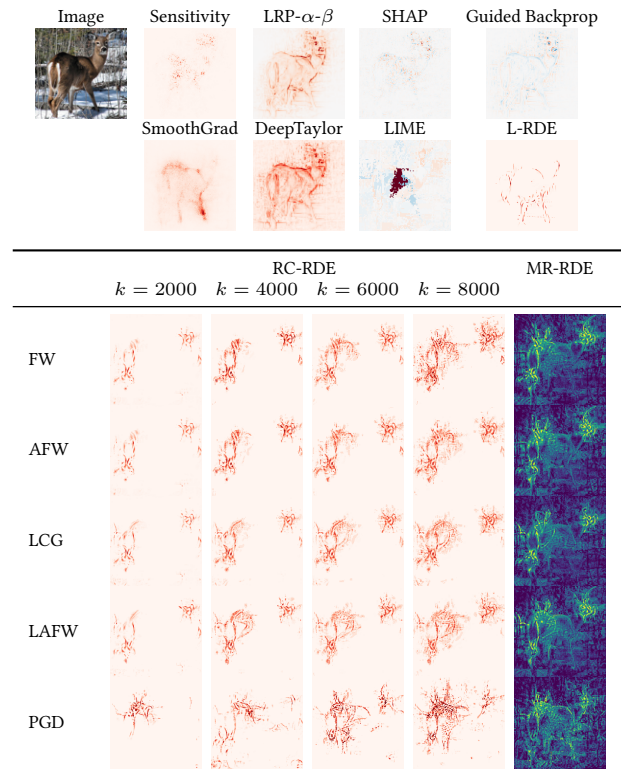 Image Sensitivity LRP-α-β SHAP Guided Backprop
SmoothGrad DeepTaylor LIME L-RDE
RC-RDE MR-RDE
k = 2000 k = 4000 k = 6000 k = 8000
FW
AFW
LCG
LAFW
PGD